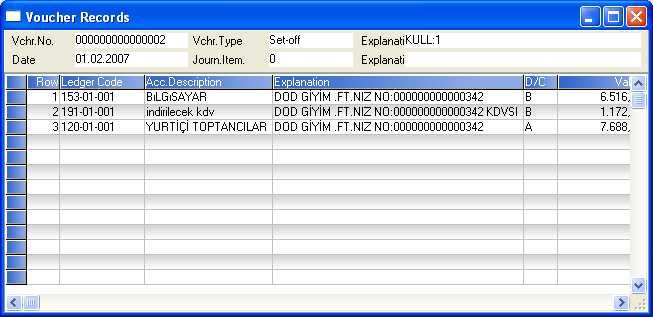 Voucher Records
Vchr.No. 000000000000002 Vchr.Type Set-off Explanati KULL:1
Date 01.02.2007 Journ.Item. 0 Explanati
Row Ledger Code Acc.Description Explanation D/C Val
1 153-01-001 BiLGiSAYAR DOD GİYİM .FT.NIZ NO:000000000000342 B 6.516,
2 191-01-001 indirilecek kdv DOD GİYİM .FT.NIZ NO:000000000000342 KDVSI B 1.172,
3 120-01-001 YURTİÇİ TOPTANCILAR DOD GİYİM .FT.NIZ NO:000000000000342 A 7.688,